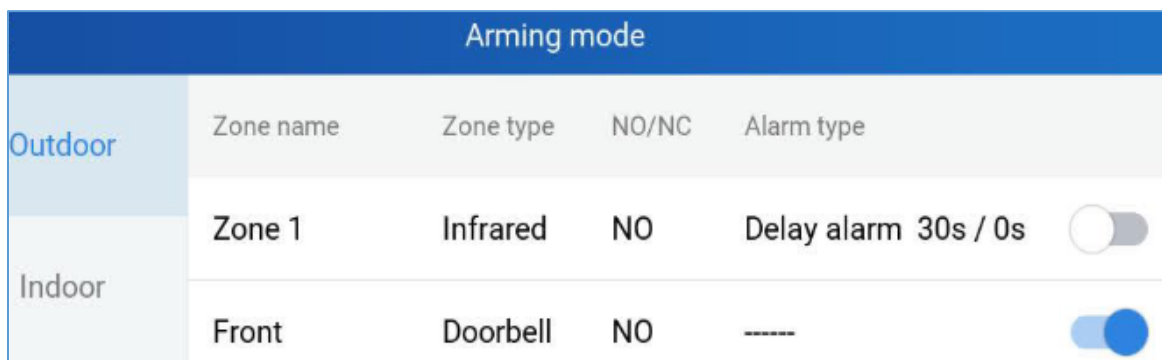 Arming mode
Outdoor
Indoor
Zone name Zone type NO/NC Alarm type
Zone 1 Infrared NO Delay alarm 30s / 0s
Front Doorbell NO ------